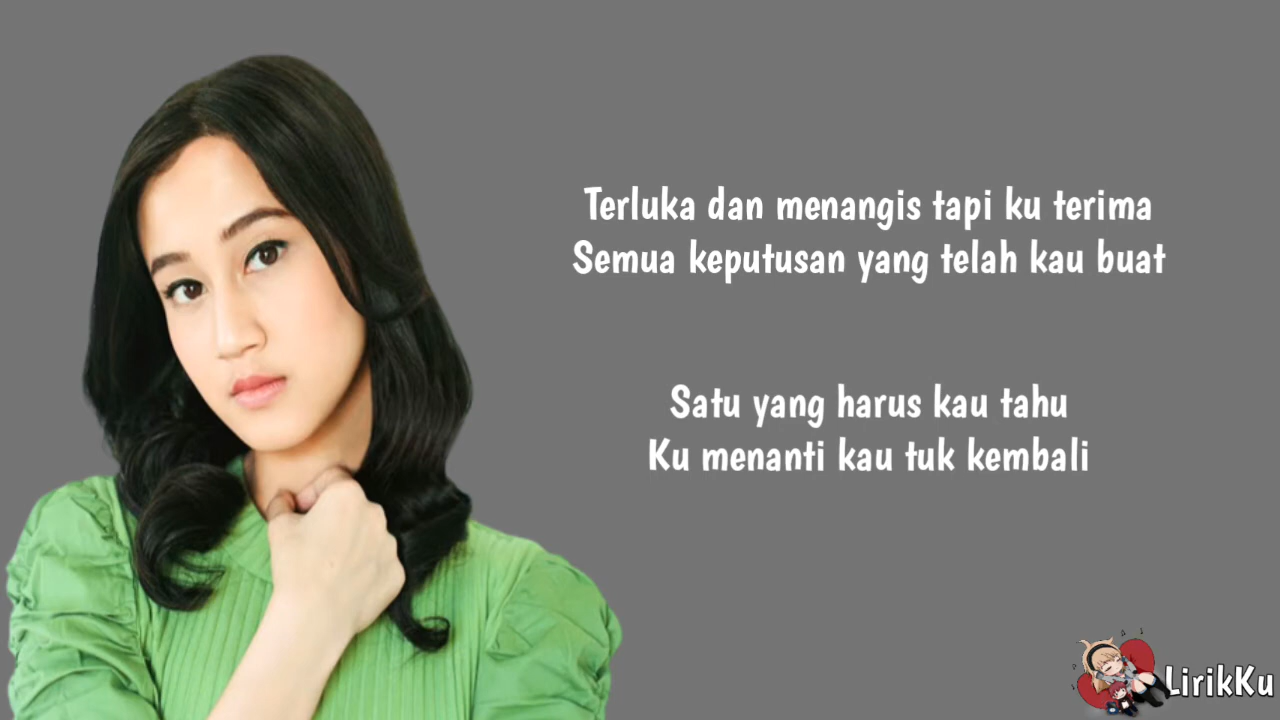 Terluka dan menangis tapi ku terima
Semua keputusan yang telah kau buat
Satu yang harus kau tahu
Ku menanti kau tuk kembali
LirikKu